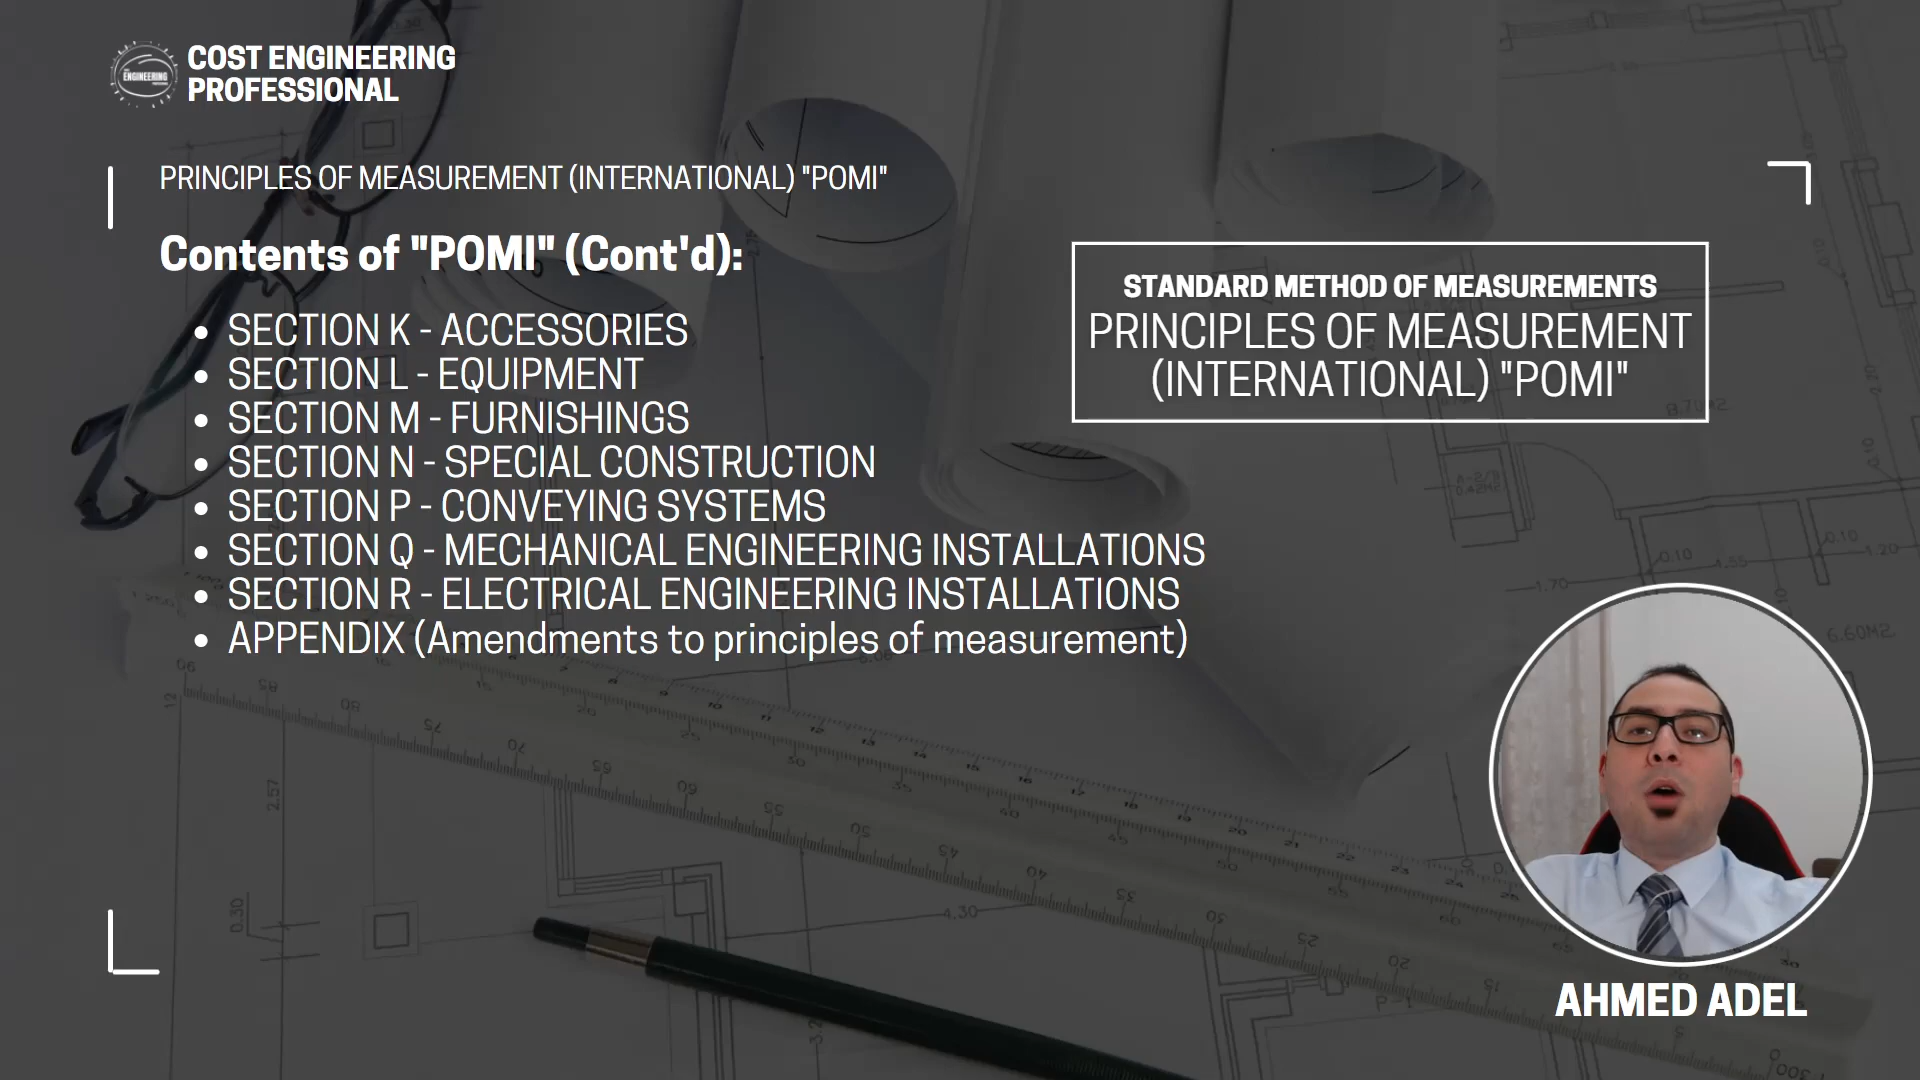 COST ENGINEERING
PROFESSIONAL
ENGINEERING
PRINCIPLES OF MEASUREMENT (INTERNATIONAL) "POMI"
Contents of "POMI" (Cont'd):
• SECTION K - ACCESSORIES
• SECTION L - EQUIPMENT
• SECTION M - FURNISHINGS
• SECTION N - SPECIAL CONSTRUCTION
• SECTION P - CONVEYING SYSTEMS
• SECTION Q - MECHANICAL ENGINEERING INSTALLATIONS
• SECTION R - ELECTRICAL ENGINEERING INSTALLATIONS
• APPENDIX (Amendments to principles of measurement)
STANDARD METHOD OF MEASUREMENTS
PRINCIPLES OF MEASUREMENT
(INTERNATIONAL) "POMI"
AHMED ADEL